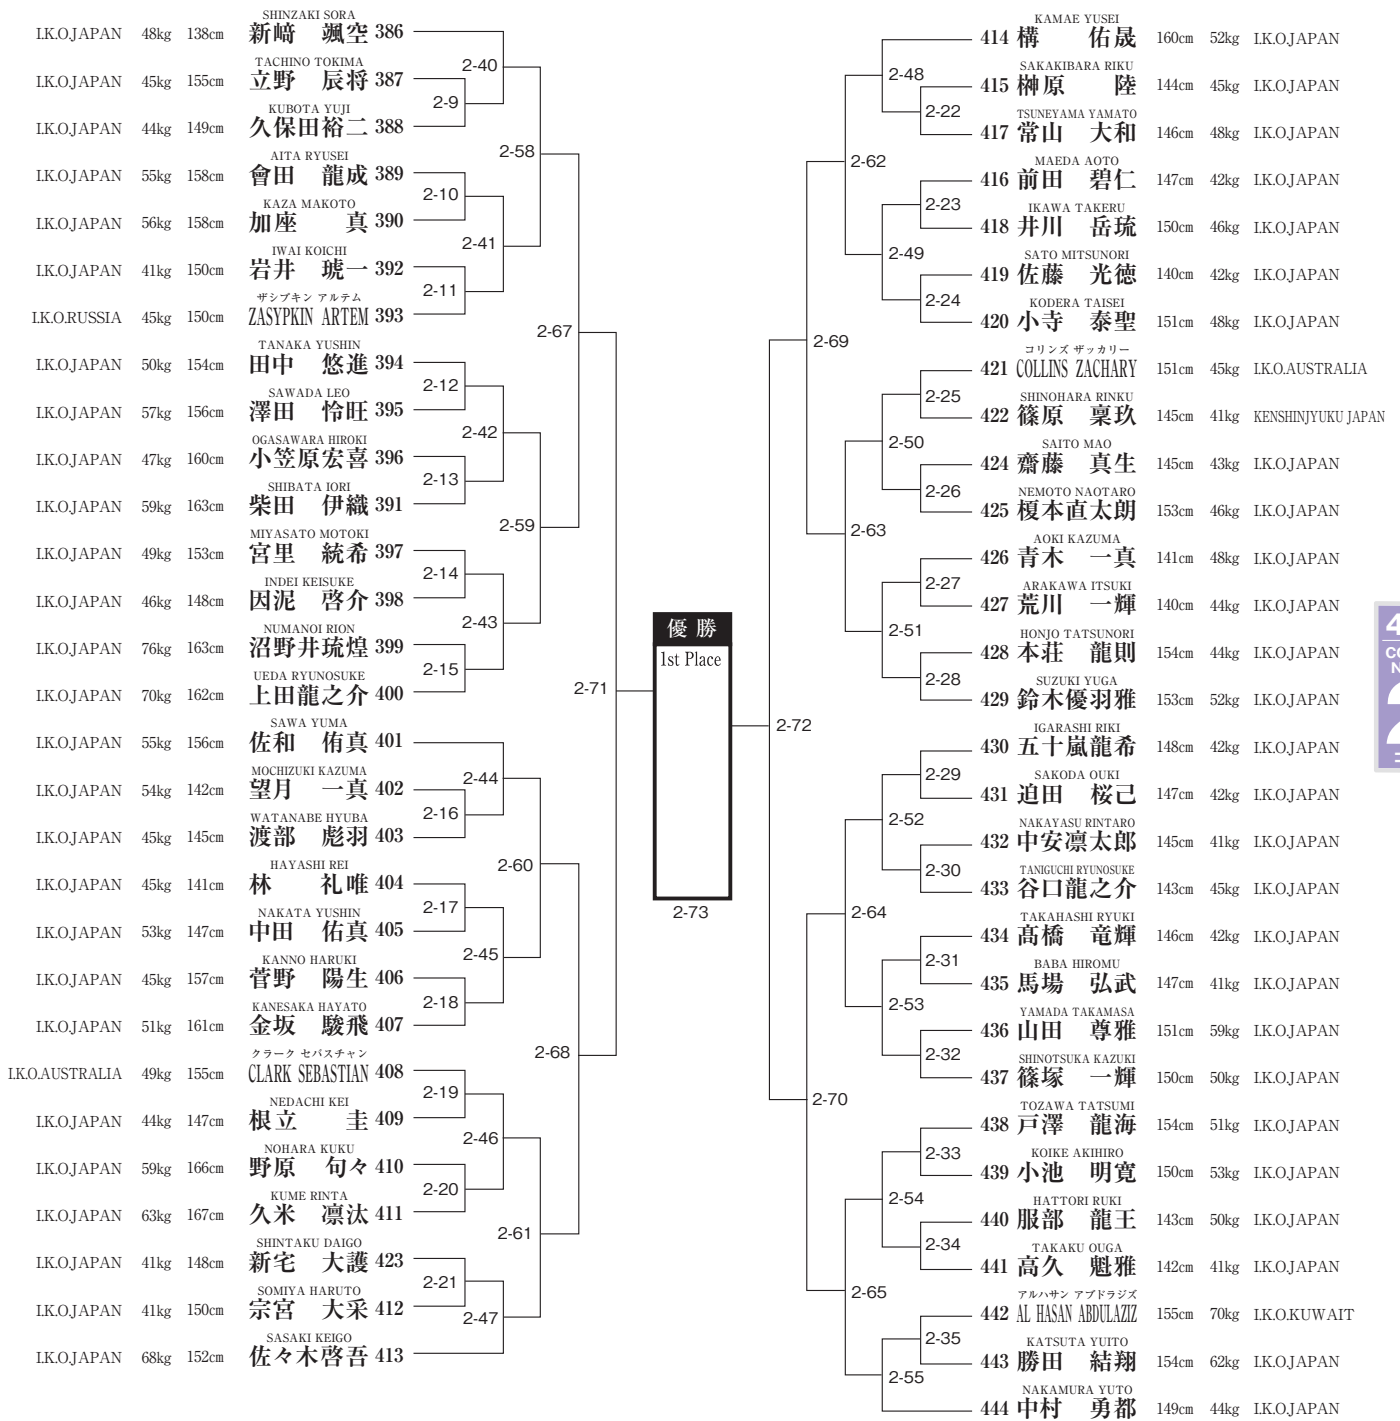 SHINZAKI SORA
I.K.O.JAPAN 48kg 138cm 新﨑 颯空 386
TACHINO TOKIMA
I.K.O.JAPAN 45kg 155cm 立野 辰将 387
KUBOTA YUJI
I.K.O.JAPAN 44kg 149cm 久保田裕二 388
AITA RYUSEI
I.K.O.JAPAN 55kg 158cm 會田 龍成 389
KAZA MAKOTO
I.K.O.JAPAN 56kg 158cm 加座 真 390
IWAI KOICHI
I.K.O.JAPAN 41kg 150cm 岩井 琥一 392
ザシプキン アルテム
I.K.O.RUSSIA 45kg 150cm ZASYPKIN ARTEM 393
TANAKA YUSHIN
I.K.O.JAPAN 50kg 154cm 田中 悠進 394
SAWADA LEO
I.K.O.JAPAN 57kg 156cm 澤田 怜旺 395
OGASAWARA HIROKI
I.K.O.JAPAN 47kg 160cm 小笠原宏喜 396
SHIBATA IORI
I.K.O.JAPAN 59kg 163cm 柴田 伊織 391
MIYASATO MOTOKI
I.K.O.JAPAN 49kg 153cm 宮里 統希 397
INDEI KEISUKE
I.K.O.JAPAN 46kg 148cm 因泥 啓介 398
NUMANOI RION
I.K.O.JAPAN 76kg 163cm 沼野井琉煌 399
UEDA RYUNOSUKE
I.K.O.JAPAN 70kg 162cm 上田龍之介 400
SAWA YUMA
I.K.O.JAPAN 55kg 156cm 佐和 侑真 401
MOCHIZUKI KAZUMA
I.K.O.JAPAN 54kg 142cm 望月 一真 402
WATANABE HYUBA
I.K.O.JAPAN 45kg 145cm 渡部 彪羽 403
HAYASHI REI
I.K.O.JAPAN 45kg 141cm 林 礼唯 404
NAKATA YUSHIN
I.K.O.JAPAN 53kg 147cm 中田 佑真 405
KANNO HARUKI
I.K.O.JAPAN 45kg 157cm 菅野 陽生 406
KANESAKA HAYATO
I.K.O.JAPAN 51kg 161cm 金坂 駿飛 407
クラーク セバスチャン
I.K.O.AUSTRALIA 49kg 155cm CLARK SEBASTIAN 408
NEDACHI KEI
I.K.O.JAPAN 44kg 147cm 根立 圭 409
NOHARA KUKU
I.K.O.JAPAN 59kg 166cm 野原 句々 410
KUME RINTA
I.K.O.JAPAN 63kg 167cm 久米 凛汰 411
SHINTAKU DAIGO
I.K.O.JAPAN 41kg 148cm 新宅 大護 423
SOMIYA HARUTO
I.K.O.JAPAN 41kg 150cm 宗宮 大采 412
SASAKI KEIGO
I.K.O.JAPAN 68kg 152cm 佐々木啓吾 413
2-9
2-10
2-11
2-12
2-13
2-14
2-15
2-16
2-17
2-18
2-19
2-20
2-21
2-40
2-41
2-42
2-43
2-44
2-45
2-46
2-47
2-58
2-59
2-60
2-61
2-67
2-68
2-71
優勝
1st Place
2-73
2-72
2-69
2-70
2-62
2-63
2-64
2-65
2-48
2-49
2-50
2-51
2-52
2-53
2-54
2-55
2-22
2-23
2-24
2-25
2-26
2-27
2-28
2-29
2-30
2-31
2-32
2-33
2-34
2-35
KAMAE YUSEI
414 構 佑晟 160cm 52kg I.K.O.JAPAN
SAKAKIBARA RIKU
415 榊原 陸 144cm 45kg I.K.O.JAPAN
TSUNEYAMA YAMATO
417 常山 大和 146cm 48kg I.K.O.JAPAN
MAEDA AOTO
416 前田 碧仁 147cm 42kg I.K.O.JAPAN
IKAWA TAKERU
418 井川 岳琉 150cm 46kg I.K.O.JAPAN
SATO MITSUNORI
419 佐藤 光徳 140cm 42kg I.K.O.JAPAN
KODERA TAISEI
420 小寺 泰聖 151cm 48kg I.K.O.JAPAN
コリンズ ザッカリー
421 COLLINS ZACHARY 151cm 45kg I.K.O.AUSTRALIA
SHINOHARA RINKU
422 篠原 稟玖 145cm 41kg KENSHINJYUKU JAPAN
SAITO MAO
424 齋藤 真生 145cm 43kg I.K.O.JAPAN
NEMOTO NAOTARO
425 榎本直太朗 153cm 46kg I.K.O.JAPAN
AOKI KAZUMA
426 青木 一真 141cm 48kg I.K.O.JAPAN
ARAKAWA ITSUKI
427 荒川 一輝 140cm 44kg I.K.O.JAPAN
HONJO TATSUNORI
428 本荘 龍則 154cm 44kg I.K.O.JAPAN
SUZUKI YUGA
429 鈴木優羽雅 153cm 52kg I.K.O.JAPAN
IGARASHI RIKI
430 五十嵐龍希 148cm 42kg I.K.O.JAPAN
SAKODA OUKI
431 迫田 桜己 147cm 42kg I.K.O.JAPAN
NAKAYASU RINTARO
432 中安凛太郎 145cm 41kg I.K.O.JAPAN
TANIGUCHI RYUNOSUKE
433 谷口龍之介 143cm 45kg I.K.O.JAPAN
TAKAHASHI RYUKI
434 髙橋 竜輝 146cm 42kg I.K.O.JAPAN
BABA HIROMU
435 馬場 弘武 147cm 41kg I.K.O.JAPAN
YAMADA TAKAMASA
436 山田 尊雅 151cm 59kg I.K.O.JAPAN
SHINOTSUKA KAZUKI
437 篠塚 一輝 150cm 50kg I.K.O.JAPAN
TOZAWA TATSUMI
438 戸澤 龍海 154cm 51kg I.K.O.JAPAN
KOIKE AKIHIRO
439 小池 明寛 150cm 53kg I.K.O.JAPAN
HATTORI RUKI
440 服部 龍王 143cm 50kg I.K.O.JAPAN
TAKAKU OUGA
441 高久 魁雅 142cm 41kg I.K.O.JAPAN
アルハサン アブドラジズ
442 AL HASAN ABDULAZIZ 155cm 70kg I.K.O.KUWAIT
KATSUTA YUITO
443 勝田 結翔 154cm 62kg I.K.O.JAPAN
NAKAMURA YUTO
444 中村 勇都 149cm 44kg I.K.O.JAPAN